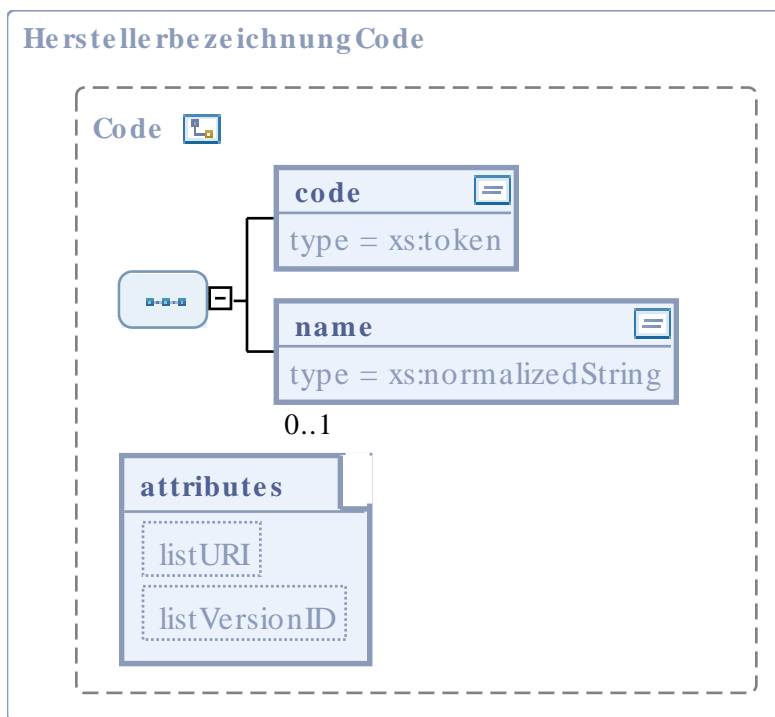 HerstellerbezeichnungCode
Code
code
type = xs:token
name
type = xs:normalizedString
0..1
attributes
listURI
listVersionID